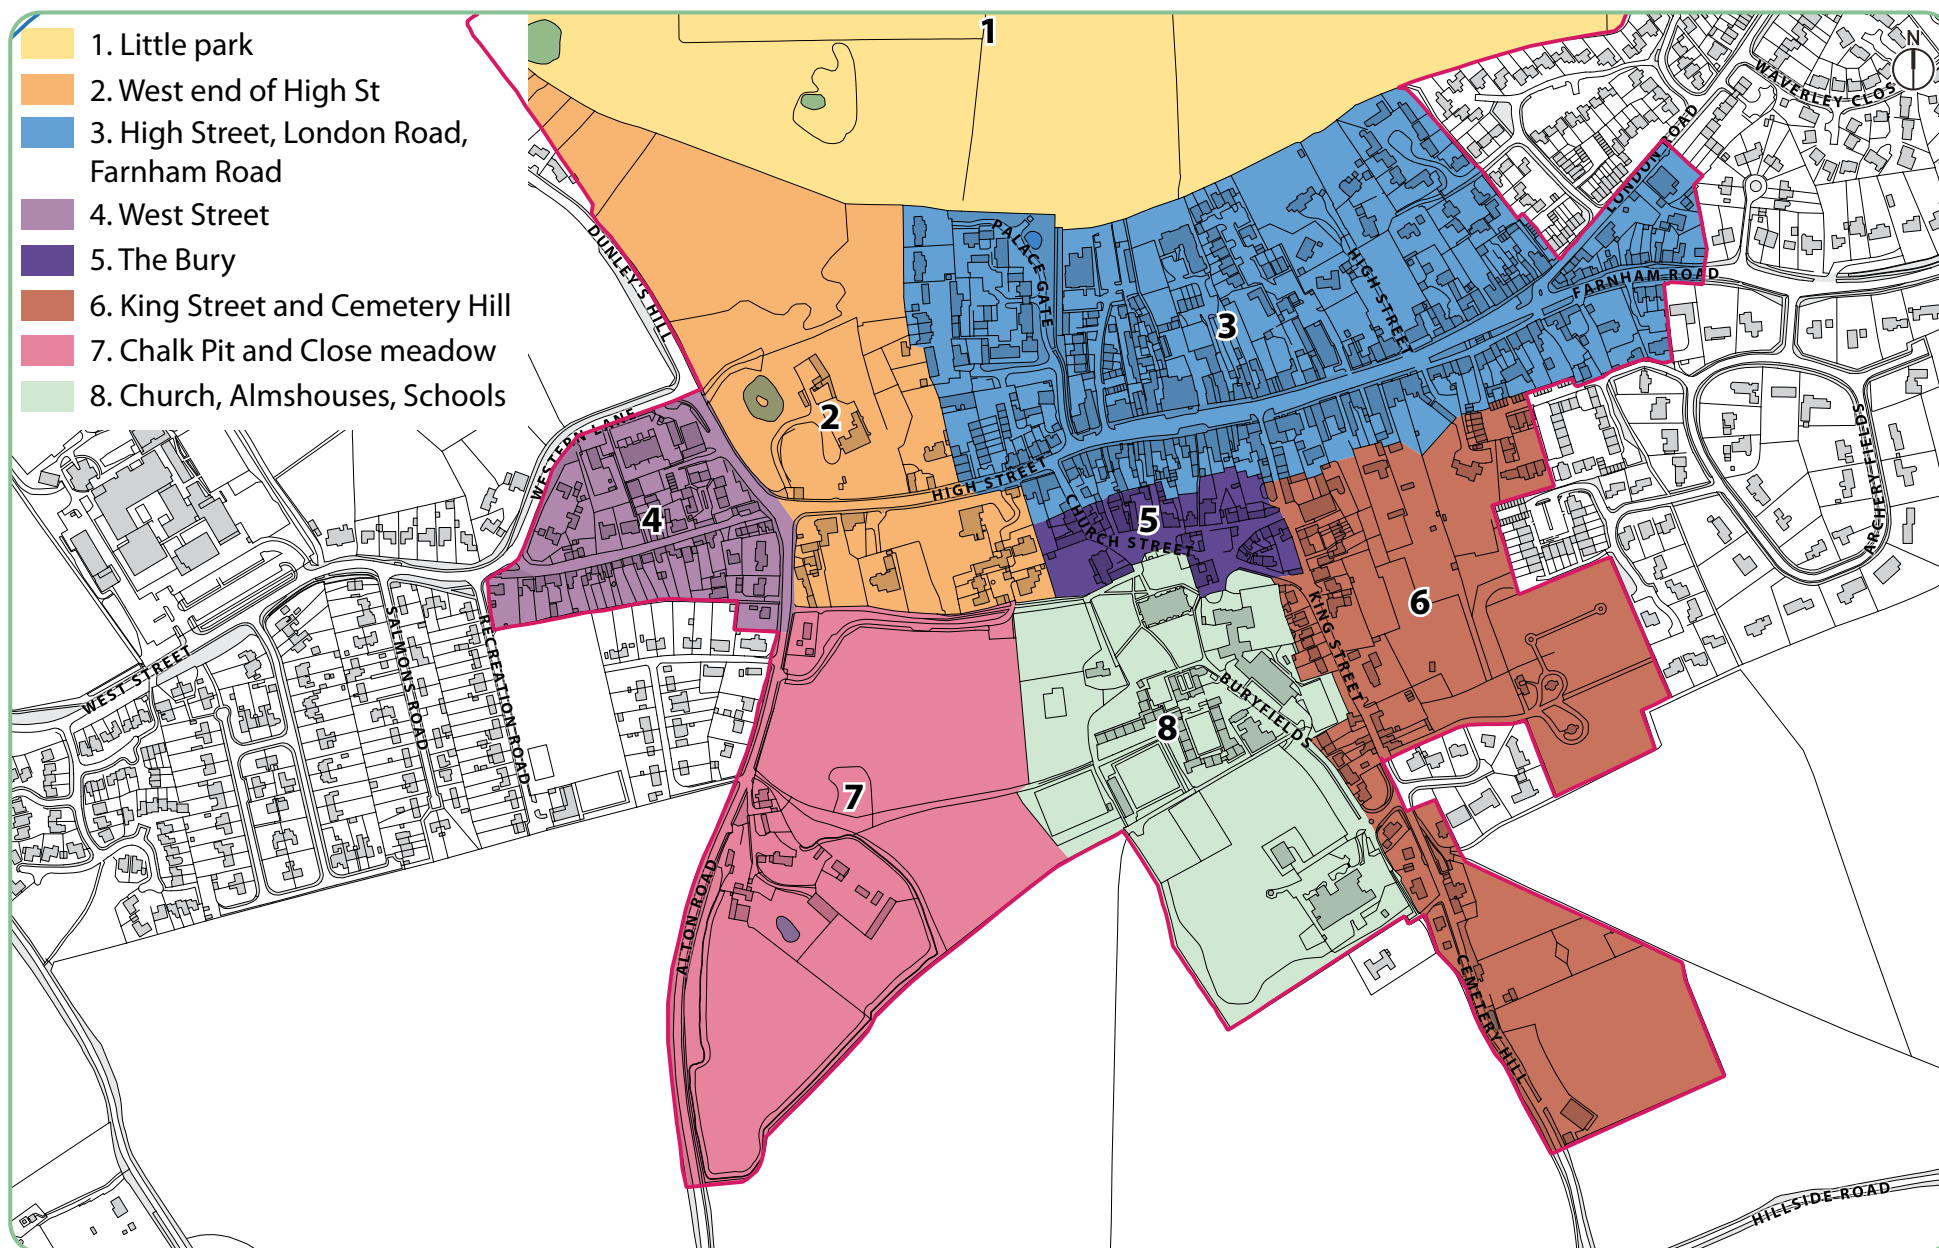 1. Little park
2. West end of High St
3. High Street, London Road,
Farnham Road
4. West Street
5. The Bury
6. King Street and Cemetery Hill
7. Chalk Pit and Close meadow
8. Church, Almshouses, Schools
1
N
WAVERLEY CLOS
LONDON ROAD
DUNLEY'S HILL
PALACE GATE
HIGH STREET
FARNHAM ROAD
3
2
WESTERN LANE
HIGH STREET
ARCHERY FIELDS
4
5
CHURCH STREET
6
KING STREET
SALMONS ROAD
RECREATION ROAD
WEST STREET
BURYFIELDS
8
7
ALTON ROAD
CEMETERY HILL
HILLSIDE ROAD